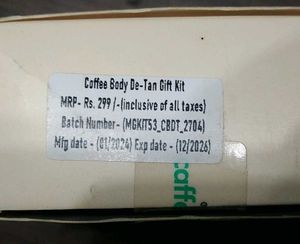 Coffee Body De-Tan Gift Kit
MRP- Rs. 299 /-(inclusive of all taxes)
Batch Number- (MGKIT53_CBDT_2704)
Mfg date - (01/2024) Exp date - (12/2026)
caffe